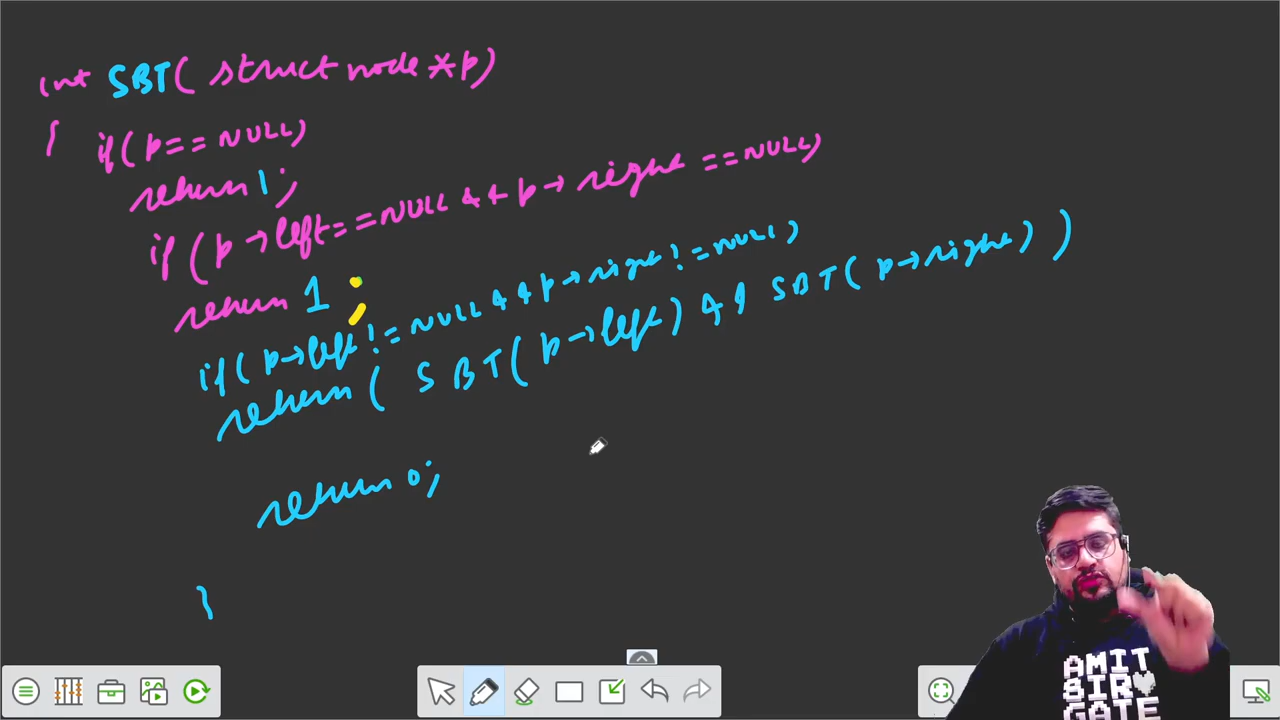 int SBT( struct node *p)
{ if( p == NULL)
return 1;
if ( p→left == NULL && p→right == NULL)
return 1 ;
if( p→left != NULL && p→right != NULL)
return ( SBT( p→left) && SBT( p→right) )
return 0;
}
AMIT
BIR
GATE